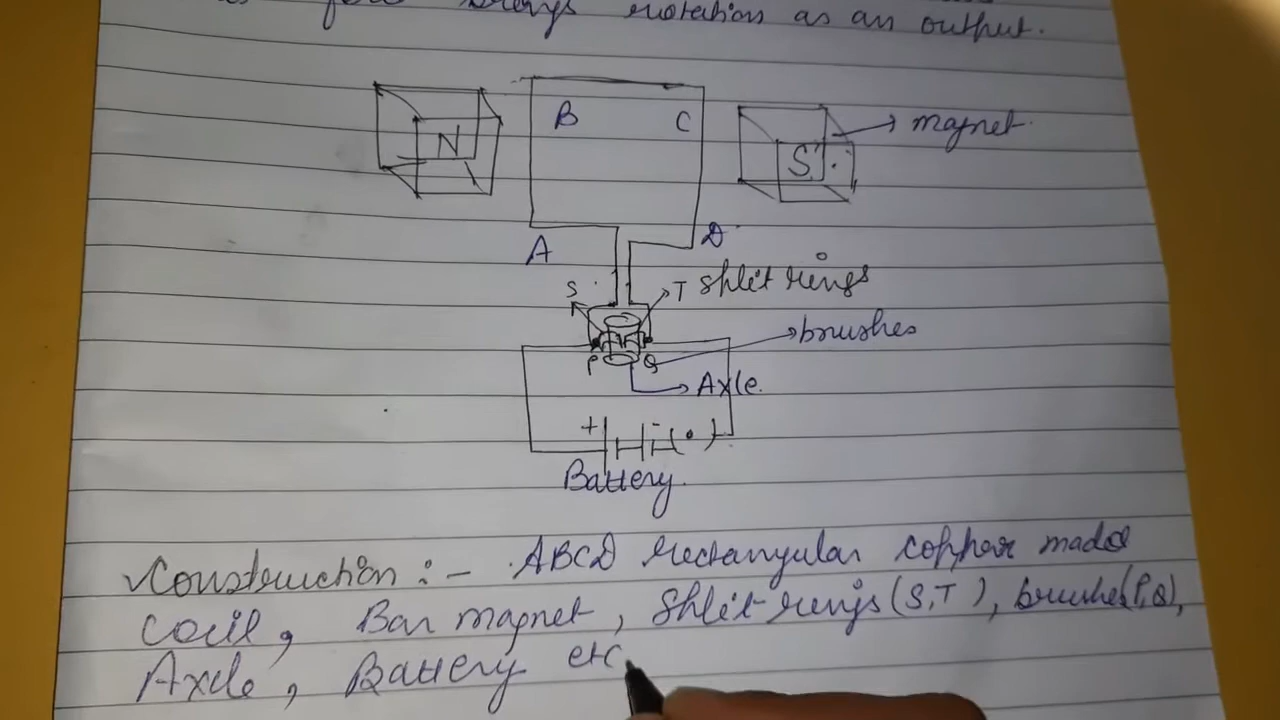 rotation as an output.
B C
N
S
magnet.
A D
S T split rings
brushes
P Q
Axle.
+ -
Battery.
Construction :- ABCD rectangular copper made
coil, Bar magnet, split rings (S,T), brushes (P,Q),
Axle, Battery etc